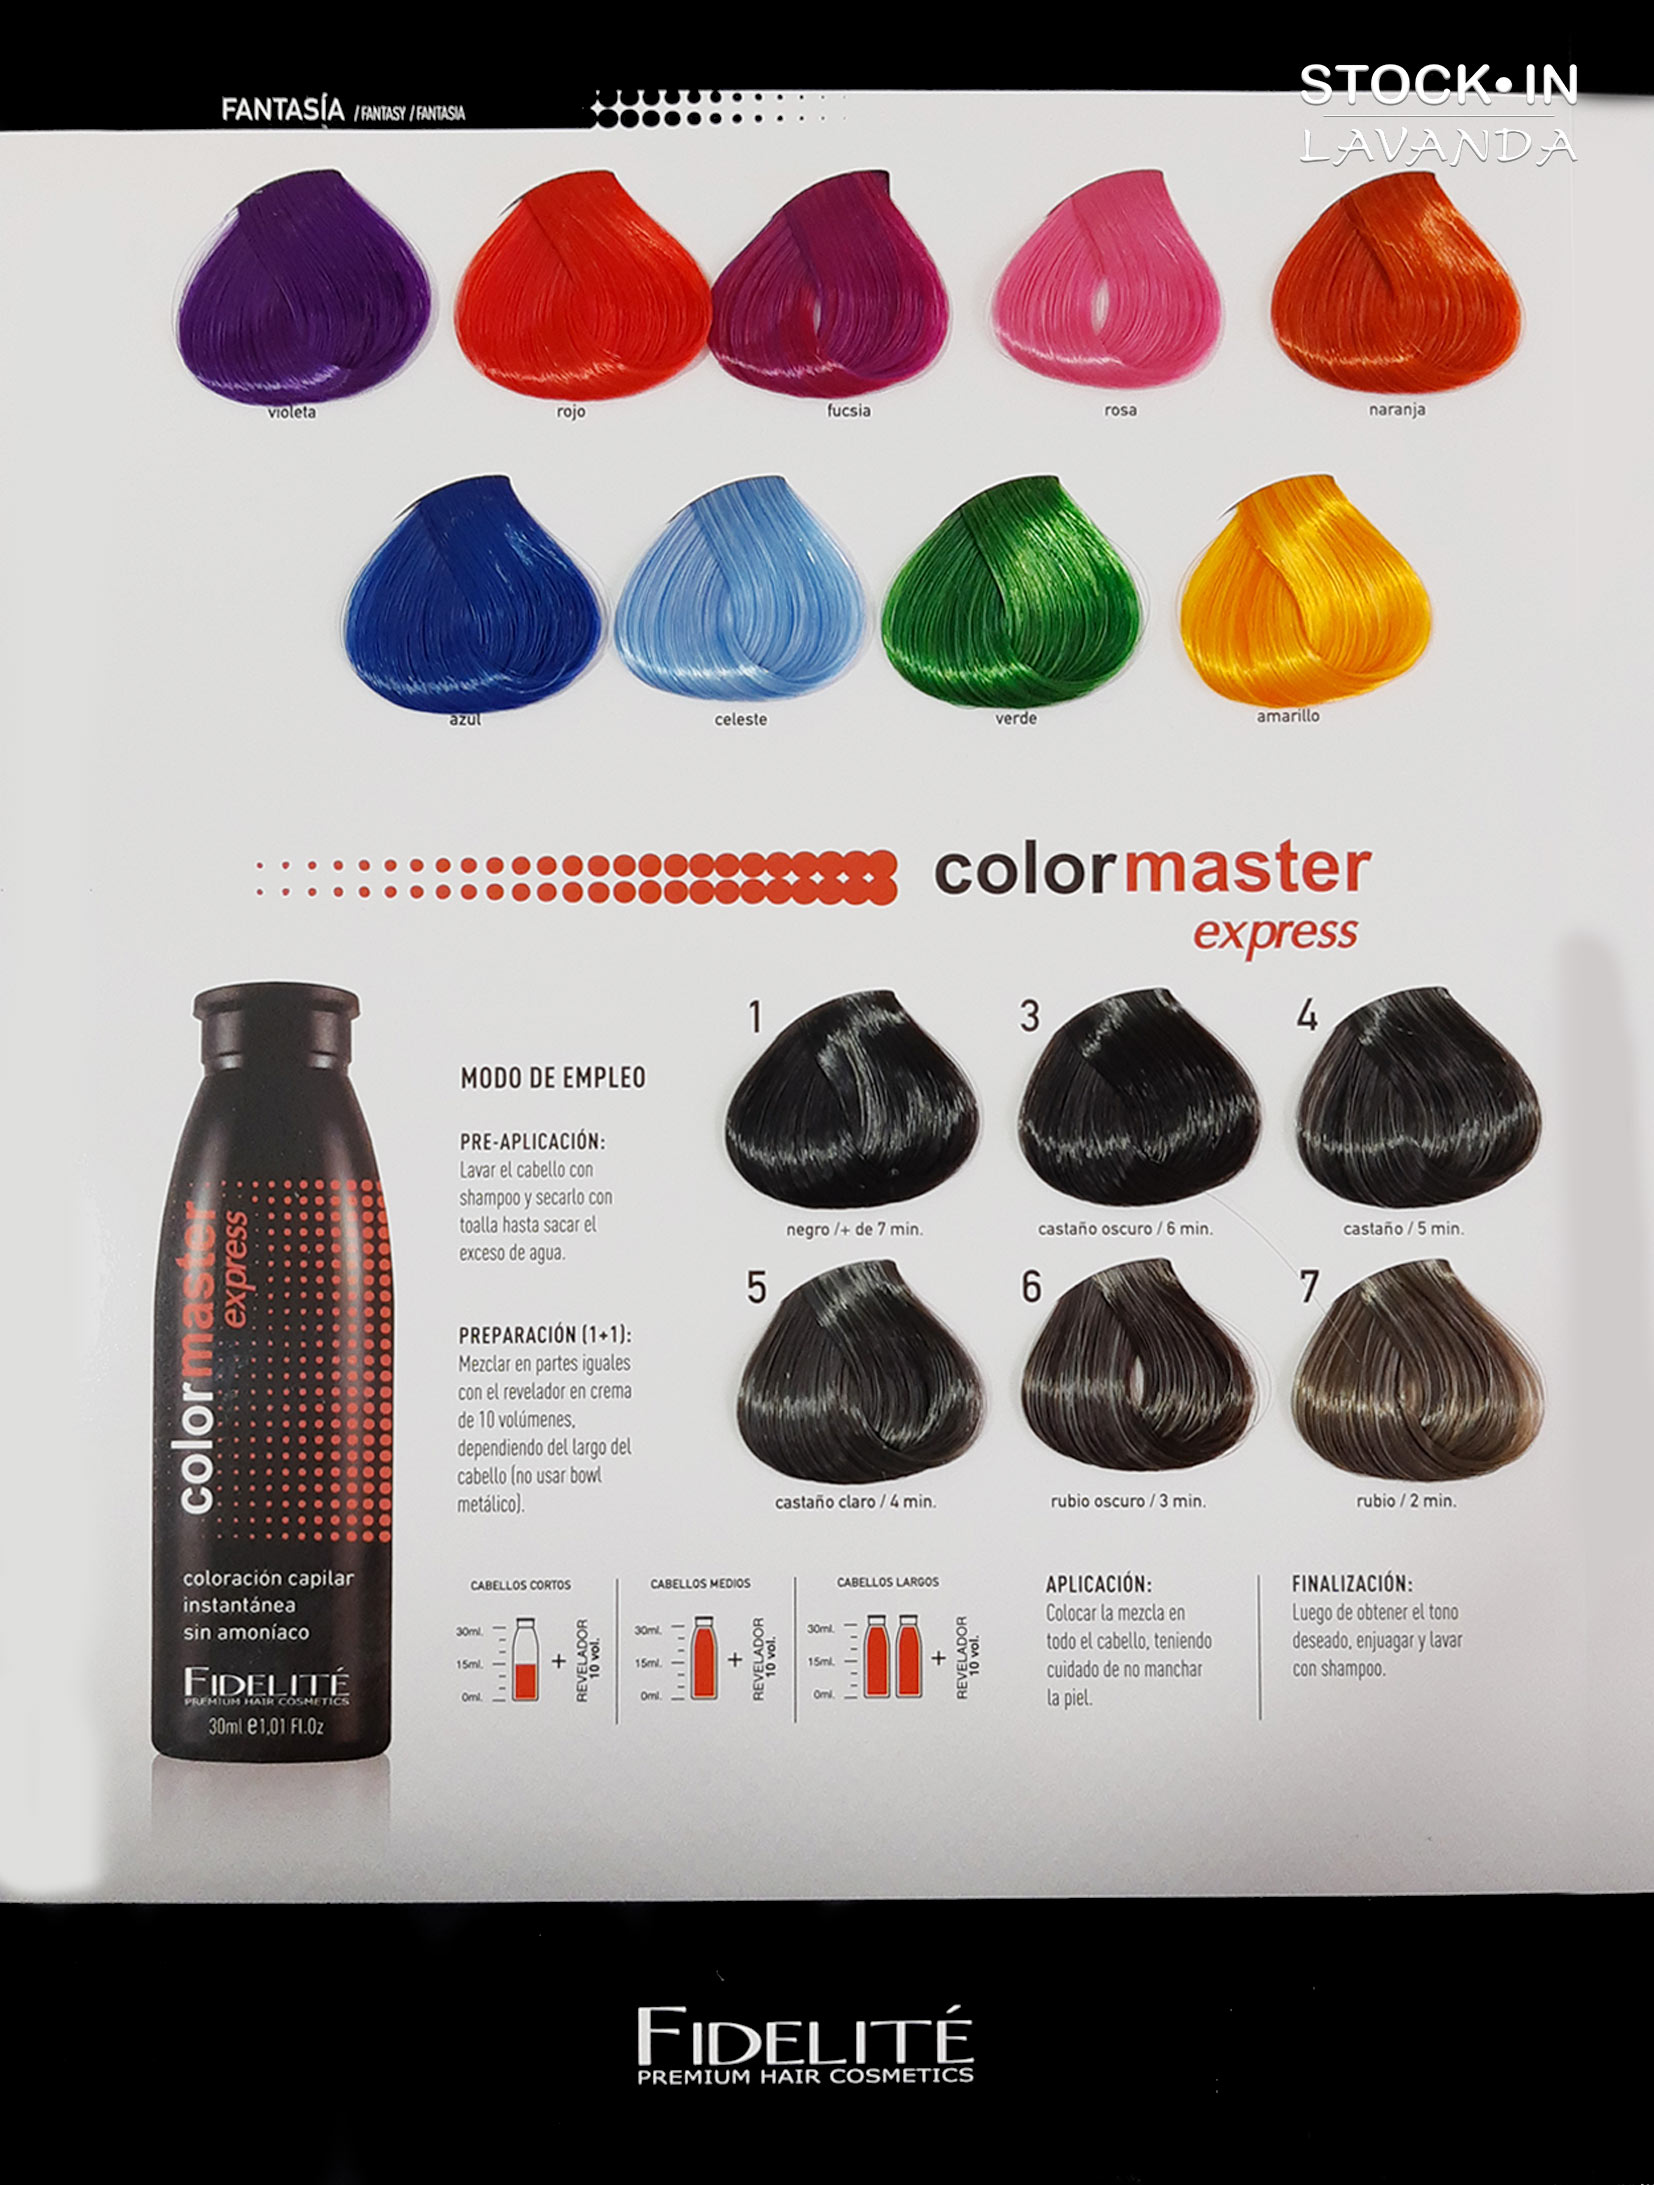 STOCK•IN
LAVANDA
FANTASÍA / FANTASY / FANTASIA
violeta
rojo
fucsia
rosa
naranja
azul
celeste
verde
amarillo
colormaster
express
colormaster
express
coloración capilar
instantánea
sin amoníaco
FIDELITÉ
PREMIUM HAIR COSMETICS
30ml e1,01 Fl.Oz
MODO DE EMPLEO
PRE-APLICACIÓN:
Lavar el cabello con
shampoo y secarlo con
toalla hasta sacar el
exceso de agua.
PREPARACIÓN (1+1):
Mezclar en partes iguales
con el revelador en crema
de 10 volúmenes,
dependiendo del largo del
cabello (no usar bowl
metálico).
1
negro /+ de 7 min.
3
castaño oscuro / 6 min.
4
castaño / 5 min.
5
castaño claro / 4 min.
6
rubio oscuro / 3 min.
7
rubio / 2 min.
CABELLOS CORTOS
30ml.
15ml.
0ml.
+
REVELADOR
10 vol.
CABELLOS MEDIOS
30ml.
15ml.
0ml.
+
REVELADOR
10 vol.
CABELLOS LARGOS
30ml.
15ml.
0ml.
+
REVELADOR
10 vol.
APLICACIÓN:
Colocar la mezcla en
todo el cabello, teniendo
cuidado de no manchar
la piel.
FINALIZACIÓN:
Luego de obtener el tono
deseado, enjuagar y lavar
con shampoo.
FIDELITÉ
PREMIUM HAIR COSMETICS